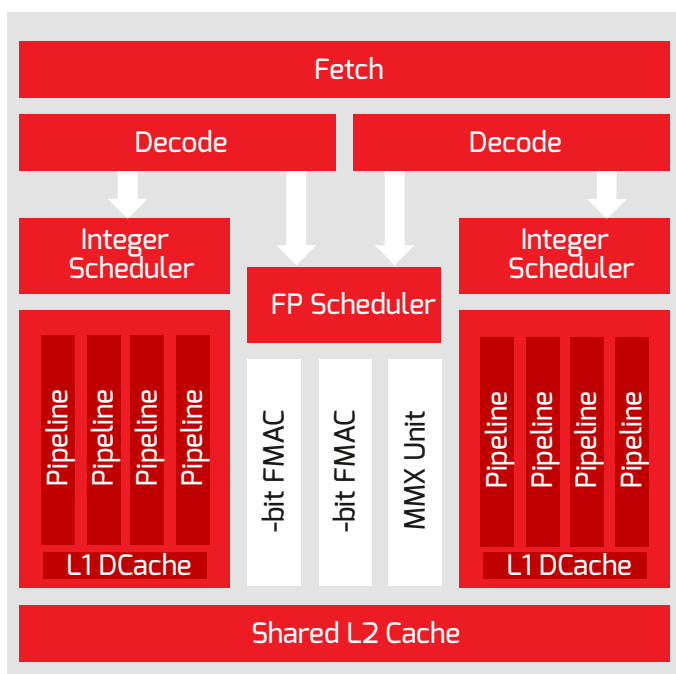 Fetch
Decode
Decode
Integer
Scheduler
Integer
Scheduler
FP Scheduler
Pipeline
Pipeline
Pipeline
Pipeline
-bit FMAC
-bit FMAC
MMX Unit
Pipeline
Pipeline
Pipeline
Pipeline
L1 DCache
L1 DCache
Shared L2 Cache